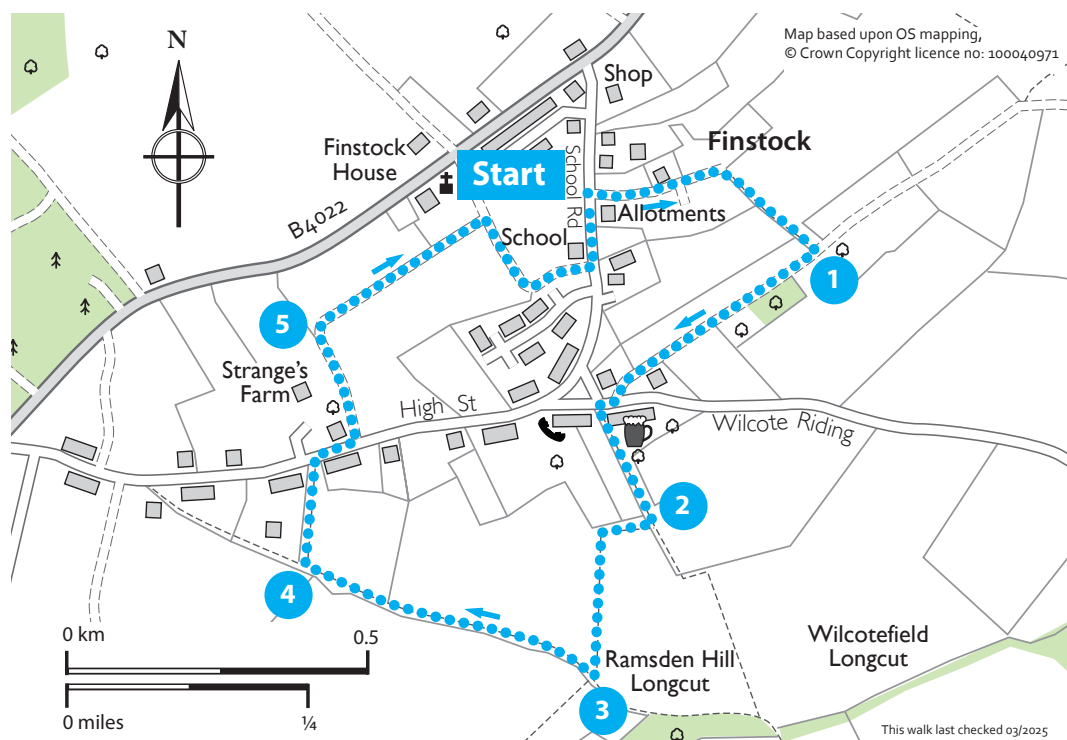 Map based upon OS mapping,
© Crown Copyright licence no: 100040971
N
Shop
Finstock
House
Finstock
Start
School Rd
Allotments
B4022
School
1
5
Strange's
Farm
High St
Wilcote Riding
2
4
0 km
0.5
Ramsden Hill
Longcut
Wilcotefield
Longcut
0 miles
¼
3
This walk last checked 03/2025